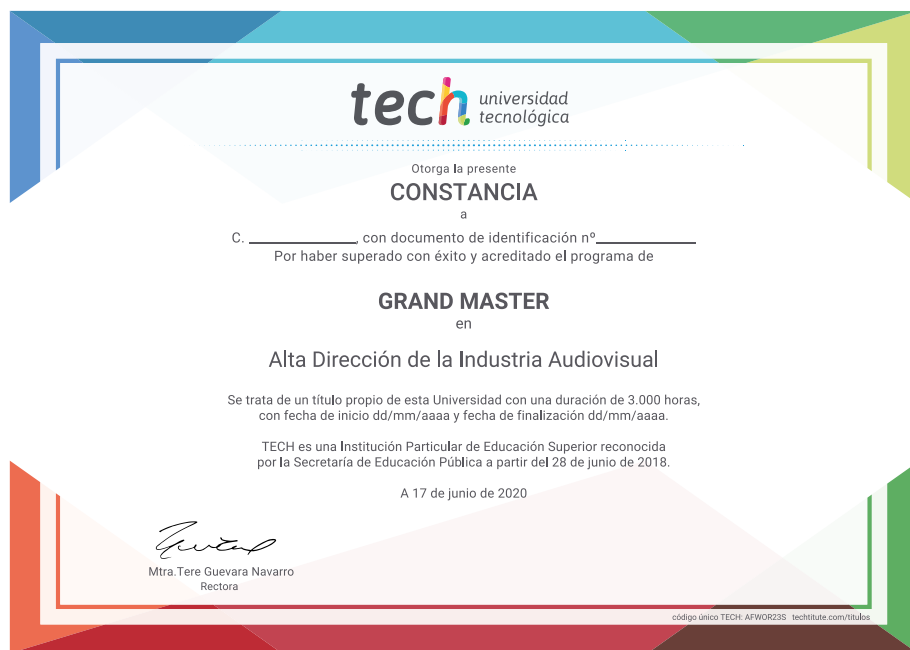 tech universidad
tecnológica
Otorga la presente
CONSTANCIA
a
C. ____________, con documento de identificación nº____________
Por haber superado con éxito y acreditado el programa de
GRAND MASTER
en
Alta Dirección de la Industria Audiovisual
Se trata de un título propio de esta Universidad con una duración de 3.000 horas,
con fecha de inicio dd/mm/aaaa y fecha de finalización dd/mm/aaaa.
TECH es una Institución Particular de Educación Superior reconocida
por la Secretaría de Educación Pública a partir del 28 de junio de 2018.
A 17 de junio de 2020
Mtra.Tere Guevara Navarro
Rectora
código único TECH: AFWOR23S techtitute.com/titulos